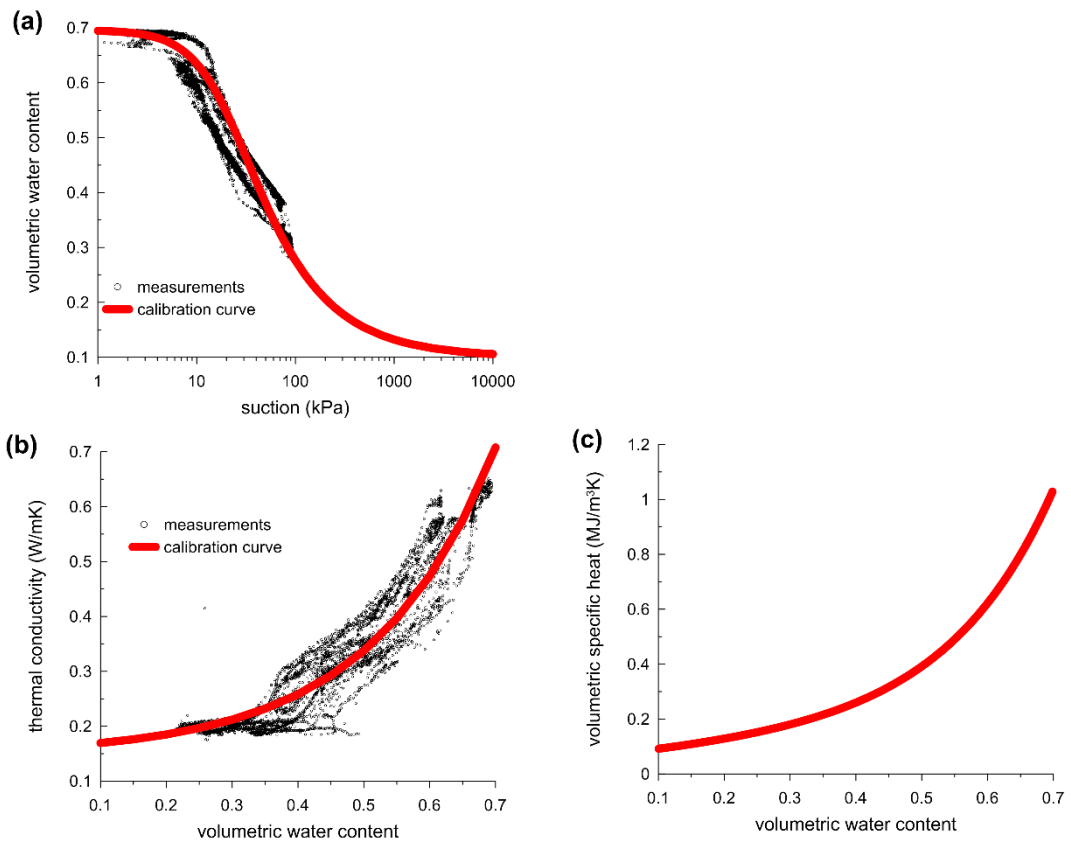 (a)
volumetric water content
0.7
0.6
0.5
0.4
0.3
0.2
0.1
measurements
calibration curve
1 10 100 1000 10000
suction (kPa)
(b)
thermal conductivity (W/mK)
0.7
0.6
0.5
0.4
0.3
0.2
0.1
measurements
calibration curve
0.1 0.2 0.3 0.4 0.5 0.6 0.7
volumetric water content
(c)
volumetric specific heat (MJ/m³K)
1.2
1
0.8
0.6
0.4
0.2
0
0.1 0.2 0.3 0.4 0.5 0.6 0.7
volumetric water content